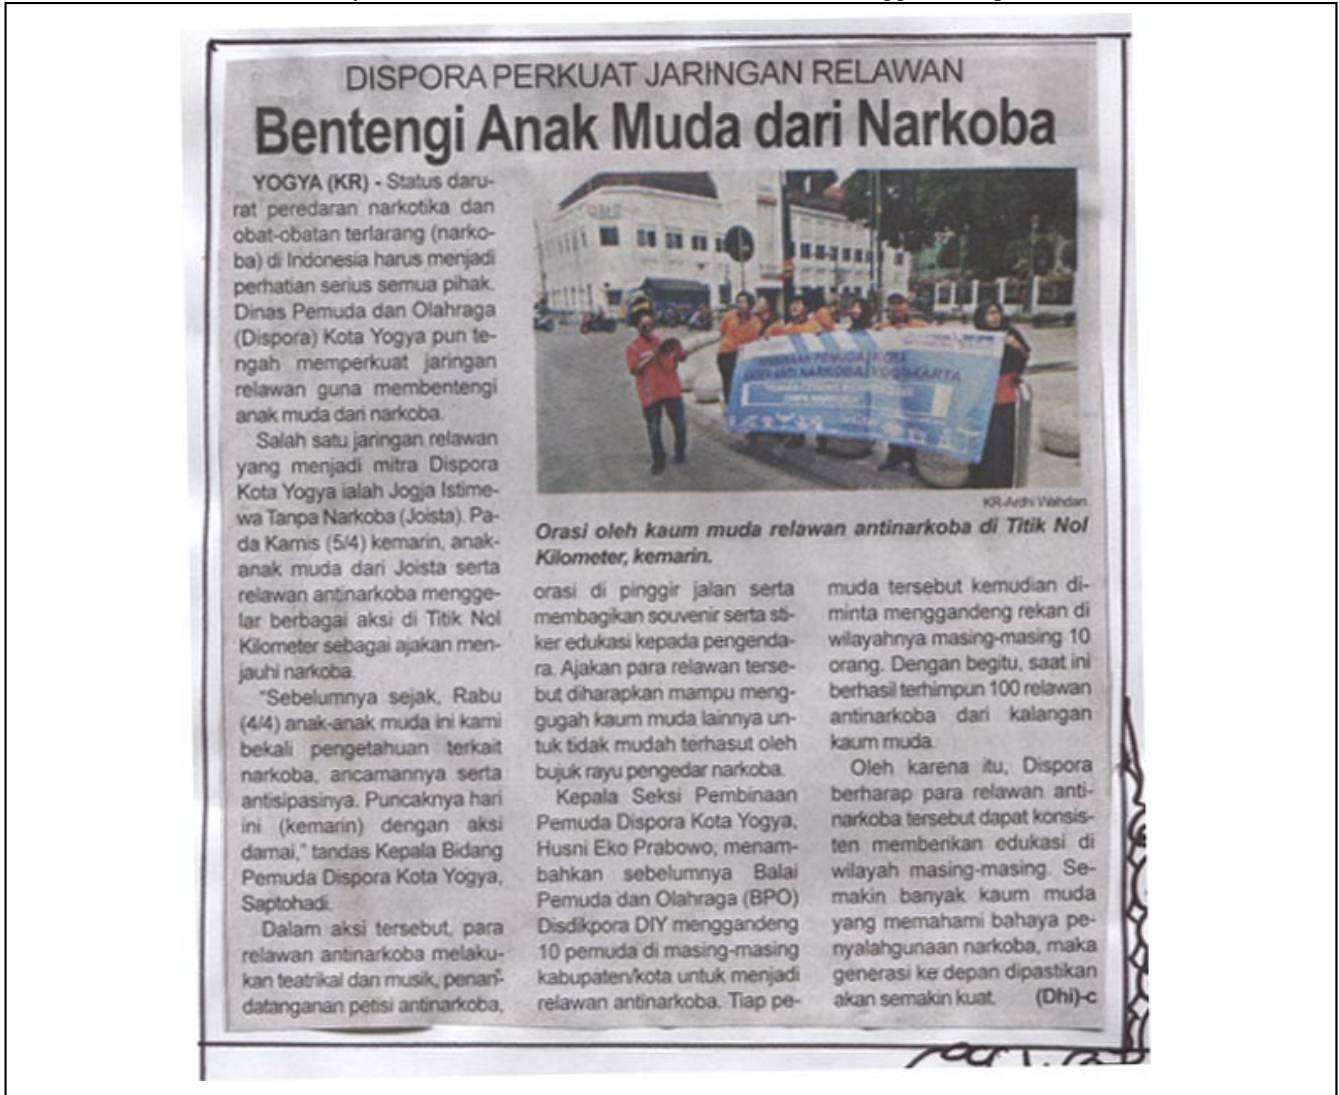 DISPORA PERKUAT JARINGAN RELAWAN
Bentengi Anak Muda dari Narkoba
YOGYA (KR) - Status daru-
rat peredaran narkotika dan
obat-obatan terlarang (narko-
ba) di Indonesia harus menjadi
perhatian serius semua pihak.
Dinas Pemuda dan Olahraga
(Dispora) Kota Yogya pun te-
ngah memperkuat jaringan
relawan guna membentengi
anak muda dari narkoba.
Salah satu jaringan relawan
yang menjadi mitra Dispora
Kota Yogya ialah Jogja Istime-
wa Tanpa Narkoba (Joista). Pa-
da Kamis (5/4) kemarin, anak-
anak muda dari Joista serta
relawan antinarkoba mengge-
lar berbagai aksi di Titik Nol
Kilometer sebagai ajakan men-
jauhi narkoba.
"Sebelumnya sejak, Rabu
(4/4) anak-anak muda ini kami
bekali pengetahuan terkait
narkoba, ancamannya serta
antisipasinya. Puncaknya hari
ini (kemarin) dengan aksi
damai," tandas Kepala Bidang
Pemuda Dispora Kota Yogya,
Saptohadi.
Dalam aksi tersebut, para
relawan antinarkoba melaku-
kan teatrikal dan musik, penan-
datanganan petisi antinarkoba,
PEMUDA KOTA
ANTI NARKOBA YOGYAKARTA
KR-Ardhi Wahdan
Orasi oleh kaum muda relawan antinarkoba di Titik Nol
Kilometer, kemarin.
orasi di pinggir jalan serta
membagikan souvenir serta sti-
ker edukasi kepada pengenda-
ra. Ajakan para relawan terse-
but diharapkan mampu meng-
gugah kaum muda lainnya un-
tuk tidak mudah terhasut oleh
bujuk rayu pengedar narkoba.
Kepala Seksi Pembinaan
Pemuda Dispora Kota Yogya,
Husni Eko Prabowo, menam-
bahkan sebelumnya Balai
Pemuda dan Olahraga (BPO)
Disdikpora DIY menggandeng
10 pemuda di masing-masing
kabupaten/kota untuk menjadi
relawan antinarkoba. Tiap pe-
muda tersebut kemudian di-
minta menggandeng rekan di
wilayahnya masing-masing 10
orang. Dengan begitu, saat ini
berhasil terhimpun 100 relawan
antinarkoba dari kalangan
kaum muda.
Oleh karena itu, Dispora
berharap para relawan anti-
narkoba tersebut dapat konsis-
ten memberikan edukasi di
wilayah masing-masing. Se-
makin banyak kaum muda
yang memahami bahaya pe-
nyalahgunaan narkoba, maka
generasi ke depan dipastikan
akan semakin kuat. (Dhi)-c